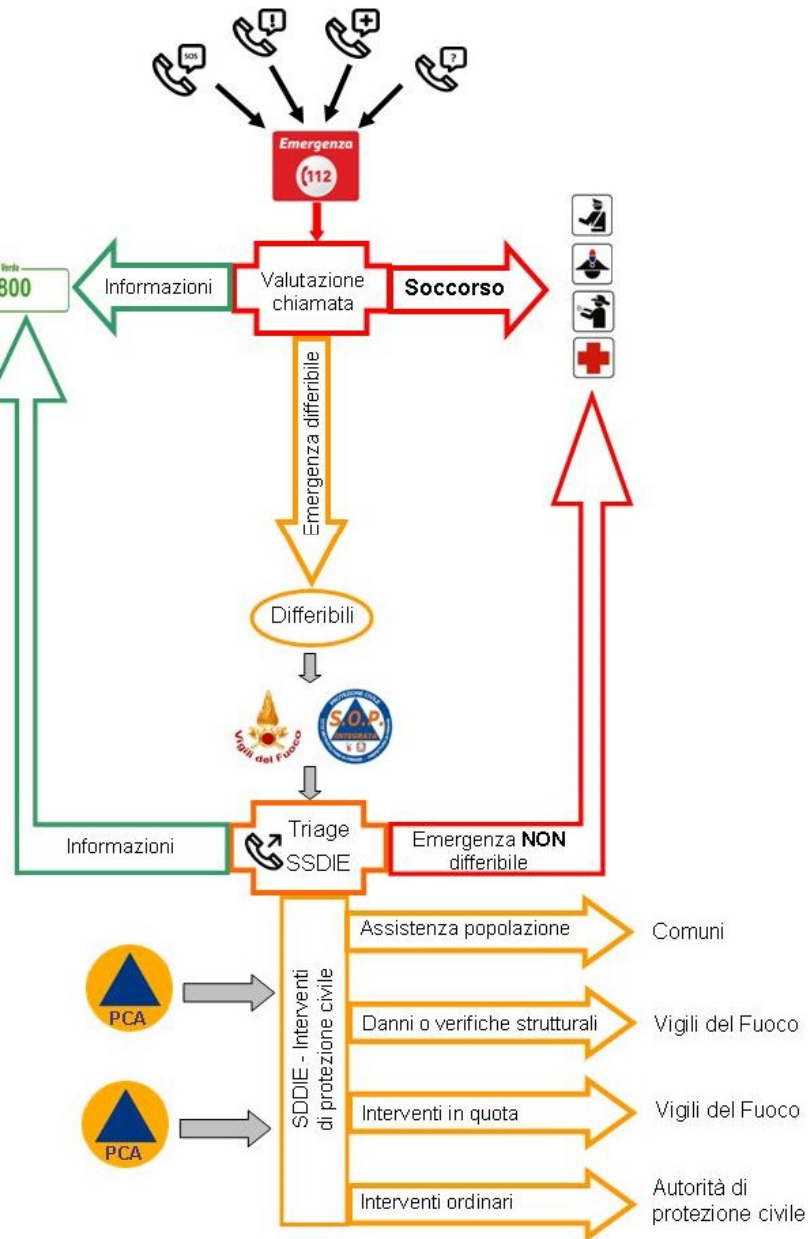 SOS
!
?
Emergenza
112
Verde
800
Informazioni
Valutazione
chiamata
Soccorso
Emergenza differibile
Differibili
Vigili del Fuoco
PROTEZIONE CIVILE
S.O.P.
INTEGRATA
Informazioni
Triage
SSDIE
Emergenza NON
differibile
SDDIE - Interventi
di protezione civile
Assistenza popolazione
Comuni
PCA
Danni o verifiche strutturali
Vigili del Fuoco
PCA
Interventi in quota
Vigili del Fuoco
Interventi ordinari
Autorità di
protezione civile